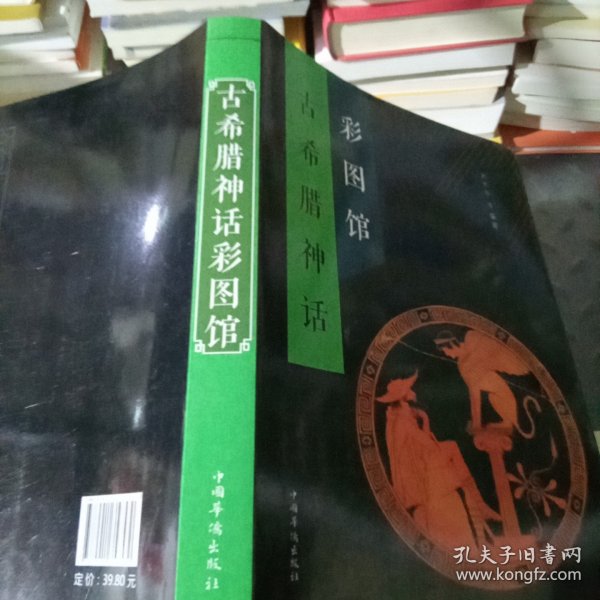 古希腊神话彩图馆
中国华侨出版社
古希腊神话
彩图馆
中国华侨出版社
定价:39.80元
孔夫子旧书网
www.kongfz.com